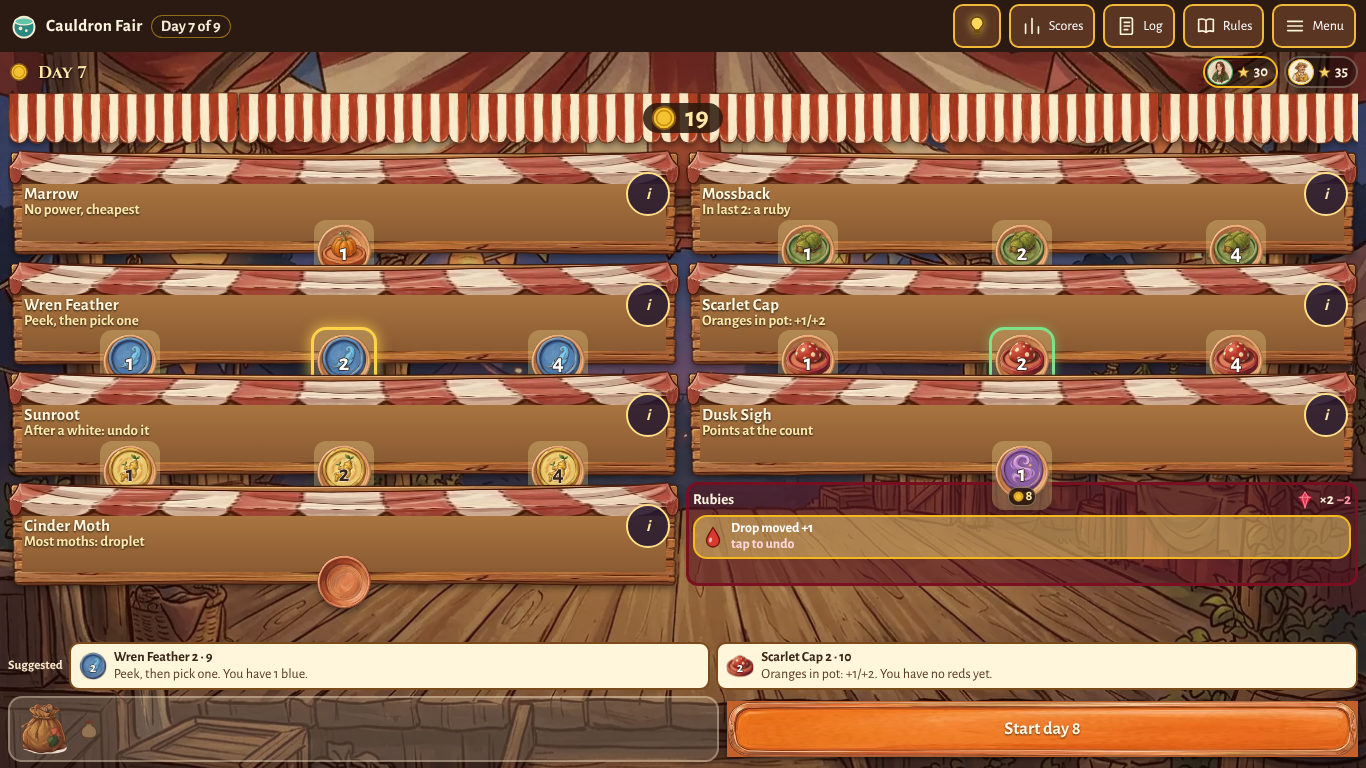 Cauldron Fair
Day 7 of 9
Scores
Log
Rules
Menu
DAY 7
30
35
19
Marrow
No power, cheapest
i
1
Mossback
In last 2: a ruby
i
1
2
4
Wren Feather
Peek, then pick one
i
1
2
4
Scarlet Cap
Oranges in pot: +1/+2
i
1
2
4
Sunroot
After a white: undo it
i
1
2
4
Dusk Sigh
Points at the count
i
1
8
Cinder Moth
Most moths: droplet
i
Rubies
×2 −2
Drop moved +1
tap to undo
Suggested
2
Wren Feather 2 · 9
Peek, then pick one. You have 1 blue.
2
Scarlet Cap 2 · 10
Oranges in pot: +1/+2. You have no reds yet.
Start day 8